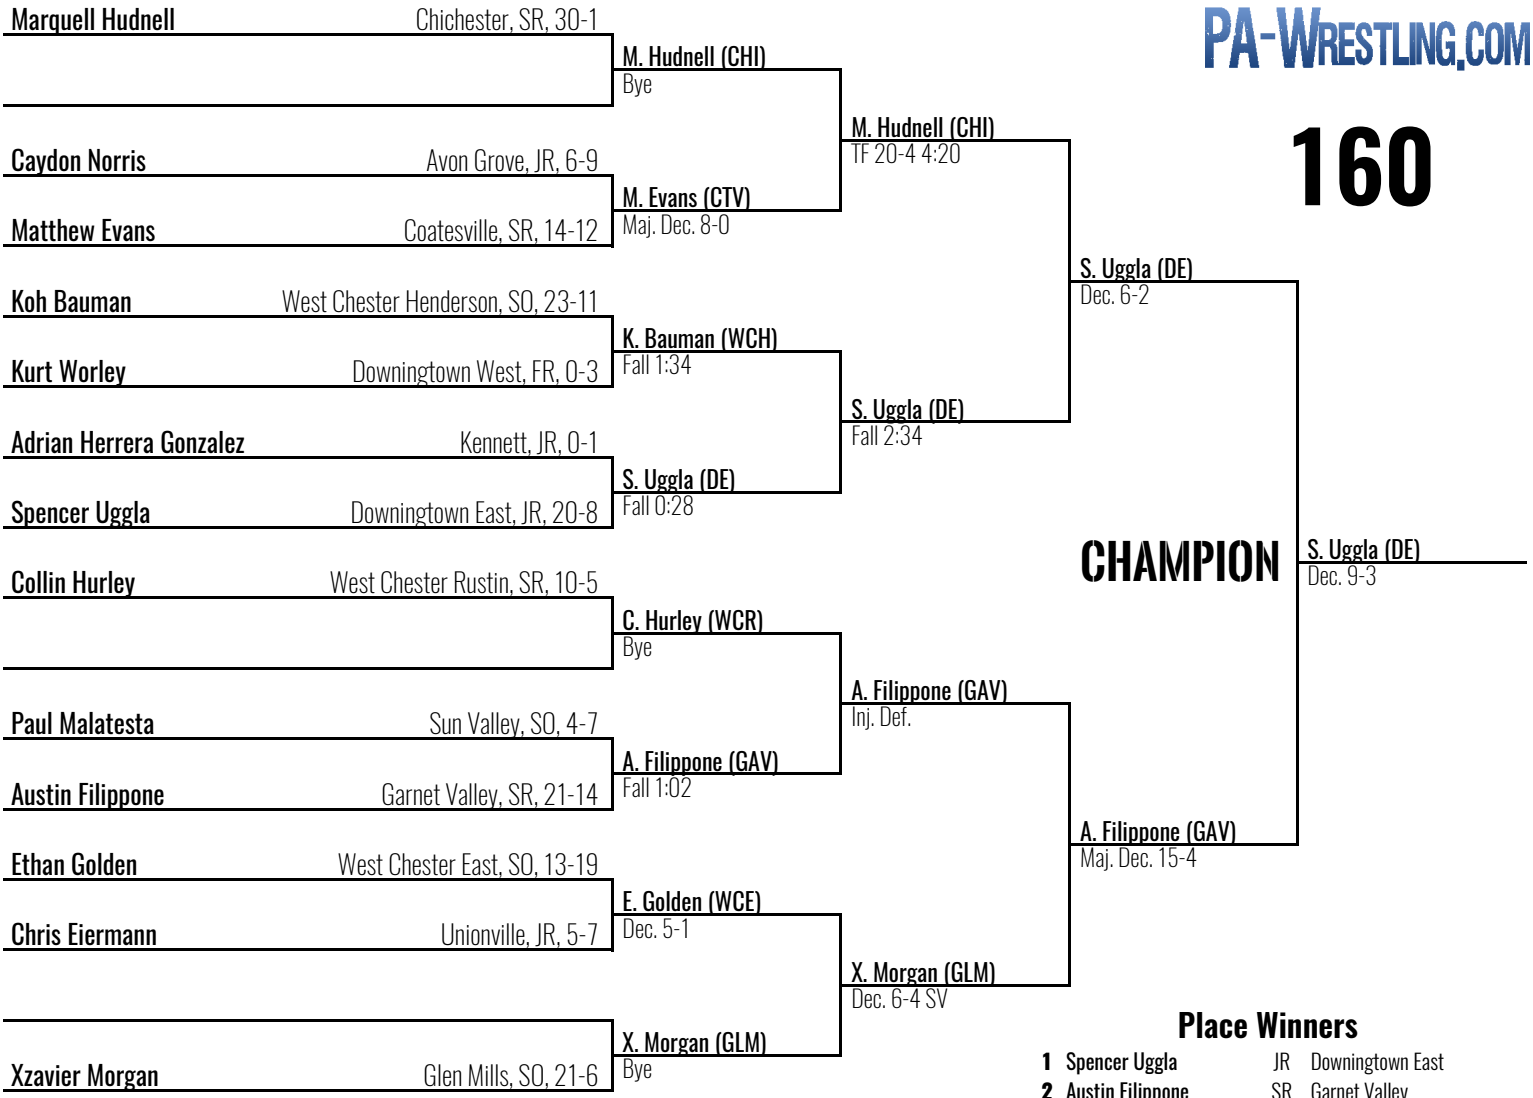 PA-WRESTLING.COM
160
Marquell Hudnell Chichester, SR, 30-1
M. Hudnell (CHI)
Bye
M. Hudnell (CHI)
TF 20-4 4:20
Caydon Norris Avon Grove, JR, 6-9
M. Evans (CTV)
Maj. Dec. 8-0
Matthew Evans Coatesville, SR, 14-12
S. Uggla (DE)
Dec. 6-2
Koh Bauman West Chester Henderson, SO, 23-11
K. Bauman (WCH)
Fall 1:34
Kurt Worley Downingtown West, FR, 0-3
S. Uggla (DE)
Fall 2:34
Adrian Herrera Gonzalez Kennett, JR, 0-1
S. Uggla (DE)
Fall 0:28
Spencer Uggla Downingtown East, JR, 20-8
CHAMPION
S. Uggla (DE)
Dec. 9-3
Collin Hurley West Chester Rustin, SR, 10-5
C. Hurley (WCR)
Bye
A. Filippone (GAV)
Inj. Def.
Paul Malatesta Sun Valley, SO, 4-7
A. Filippone (GAV)
Fall 1:02
Austin Filippone Garnet Valley, SR, 21-14
A. Filippone (GAV)
Maj. Dec. 15-4
Ethan Golden West Chester East, SO, 13-19
E. Golden (WCE)
Dec. 5-1
Chris Eiermann Unionville, JR, 5-7
X. Morgan (GLM)
Dec. 6-4 SV
X. Morgan (GLM)
Bye
Xzavier Morgan Glen Mills, SO, 21-6
Place Winners
1 Spencer Uggla JR Downingtown East
2 Austin Filippone SR Garnet Valley